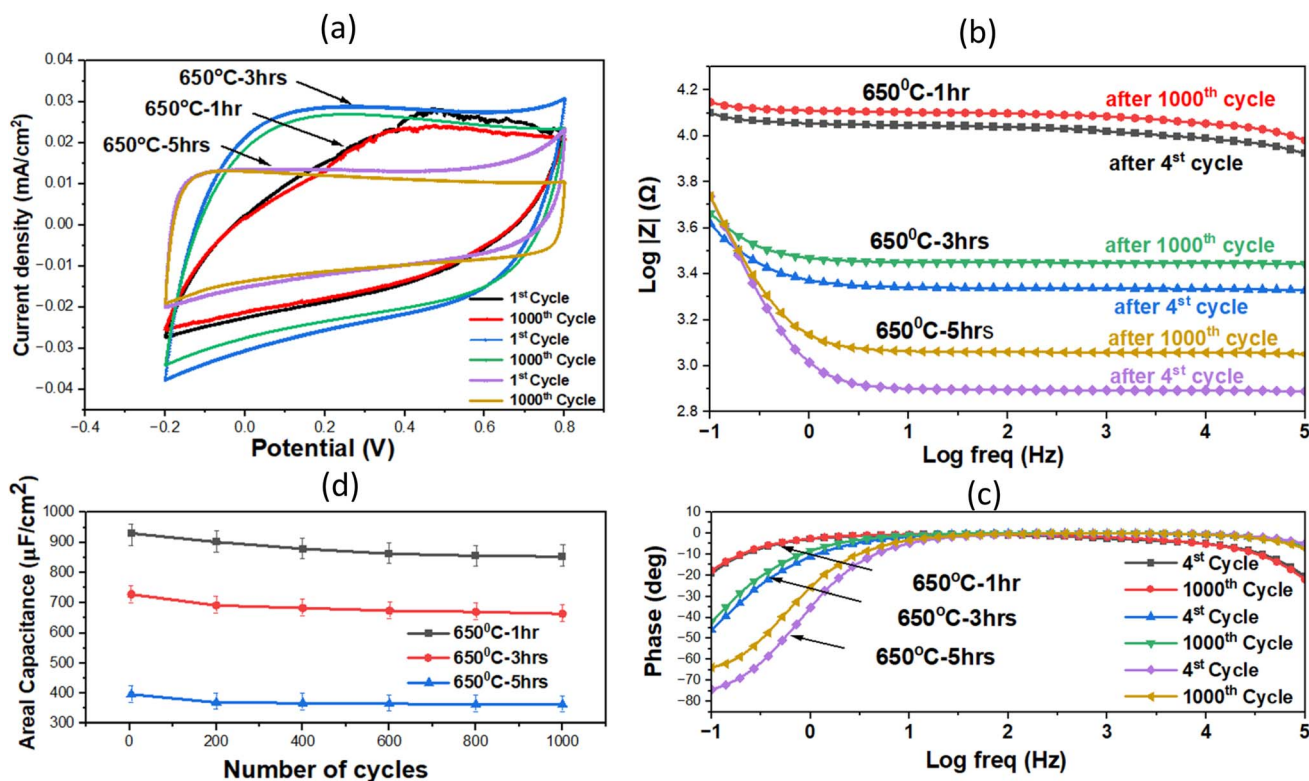 (a)
0.04
0.03
0.02
0.01
0.00
−0.01
−0.02
−0.03
−0.04
Current density (mA/cm²)
650°C-3hrs
650°C-1hr
650°C-5hrs
1st Cycle
1000th Cycle
1st Cycle
1000th Cycle
1st Cycle
1000th Cycle
−0.4 −0.2 0.0 0.2 0.4 0.6 0.8
Potential (V)
(b)
4.2
4.0
3.8
3.6
3.4
3.2
3.0
2.8
Log |Z| (Ω)
650⁰C-1hr
after 1000th cycle
after 4st cycle
650⁰C-3hrs
after 1000th cycle
after 4st cycle
650⁰C-5hrs
after 1000th cycle
after 4st cycle
−1 0 1 2 3 4 5
Log freq (Hz)
(d)
1000
900
800
700
600
500
400
300
Areal Capacitance (µF/cm²)
650⁰C-1hr
650⁰C-3hrs
650⁰C-5hrs
0 200 400 600 800 1000
Number of cycles
(c)
10
0
−10
−20
−30
−40
−50
−60
−70
−80
Phase (deg)
650°C-1hr
650°C-3hrs
650°C-5hrs
4st Cycle
1000th Cycle
4st Cycle
1000th Cycle
4st Cycle
1000th Cycle
−1 0 1 2 3 4 5
Log freq (Hz)